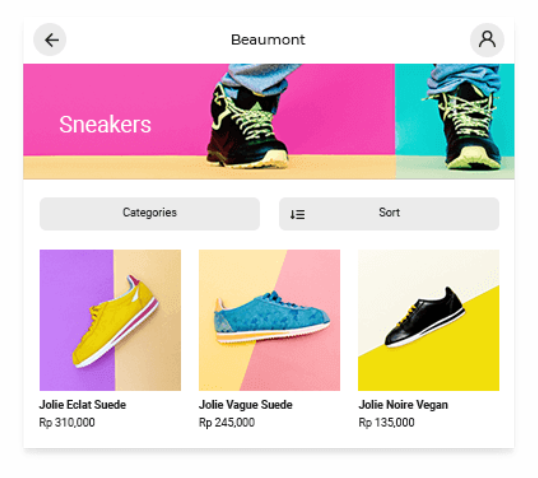 Beaumont
Sneakers
Categories
Sort
Jolie Eclat Suede
Jolie Vague Suede
Jolie Noire Vegan
Rp 310,000
Rp 245,000
Rp 135,000